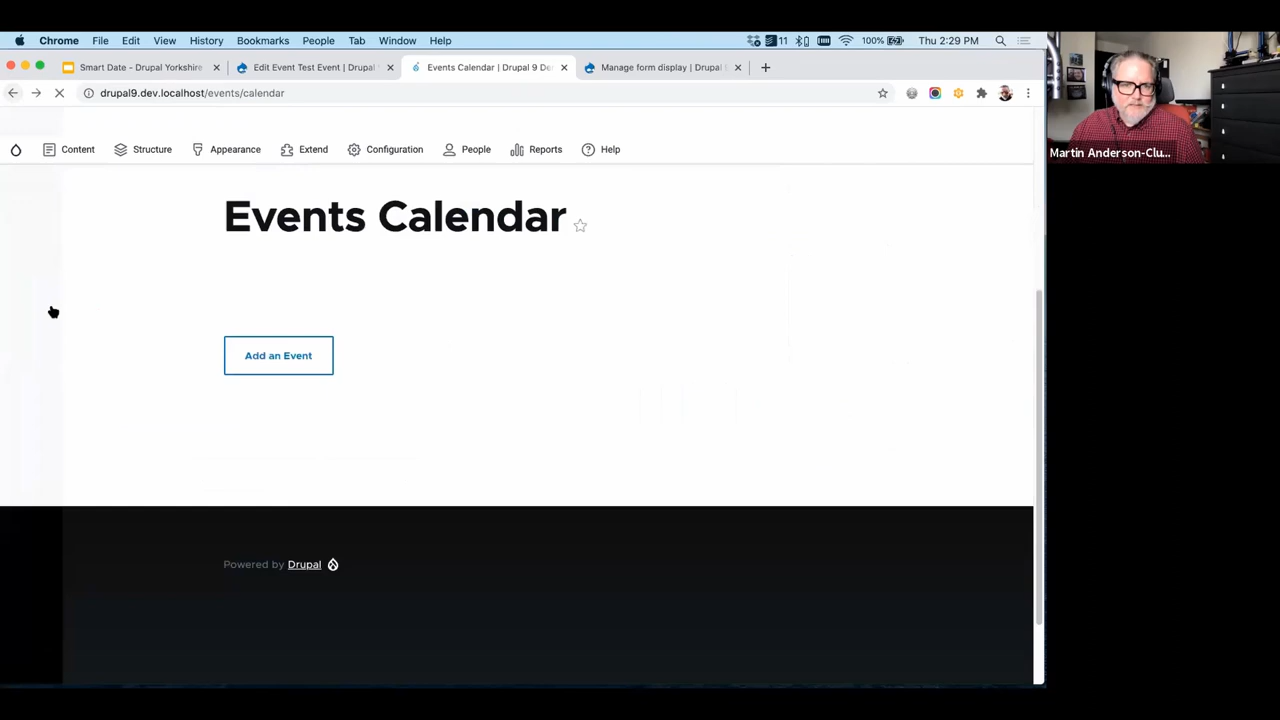 Chrome File Edit View History Bookmarks People Tab Window Help 11 100% Thu 2:29 PM
Smart Date - Drupal Yorkshire Edit Event Test Event | Drupal Events Calendar | Drupal 9 De Manage form display | Drupal
drupal9.dev.localhost/events/calendar
Content Structure Appearance Extend Configuration People Reports Help
Martin Anderson-Clu...
Events Calendar
Add an Event
Powered by Drupal